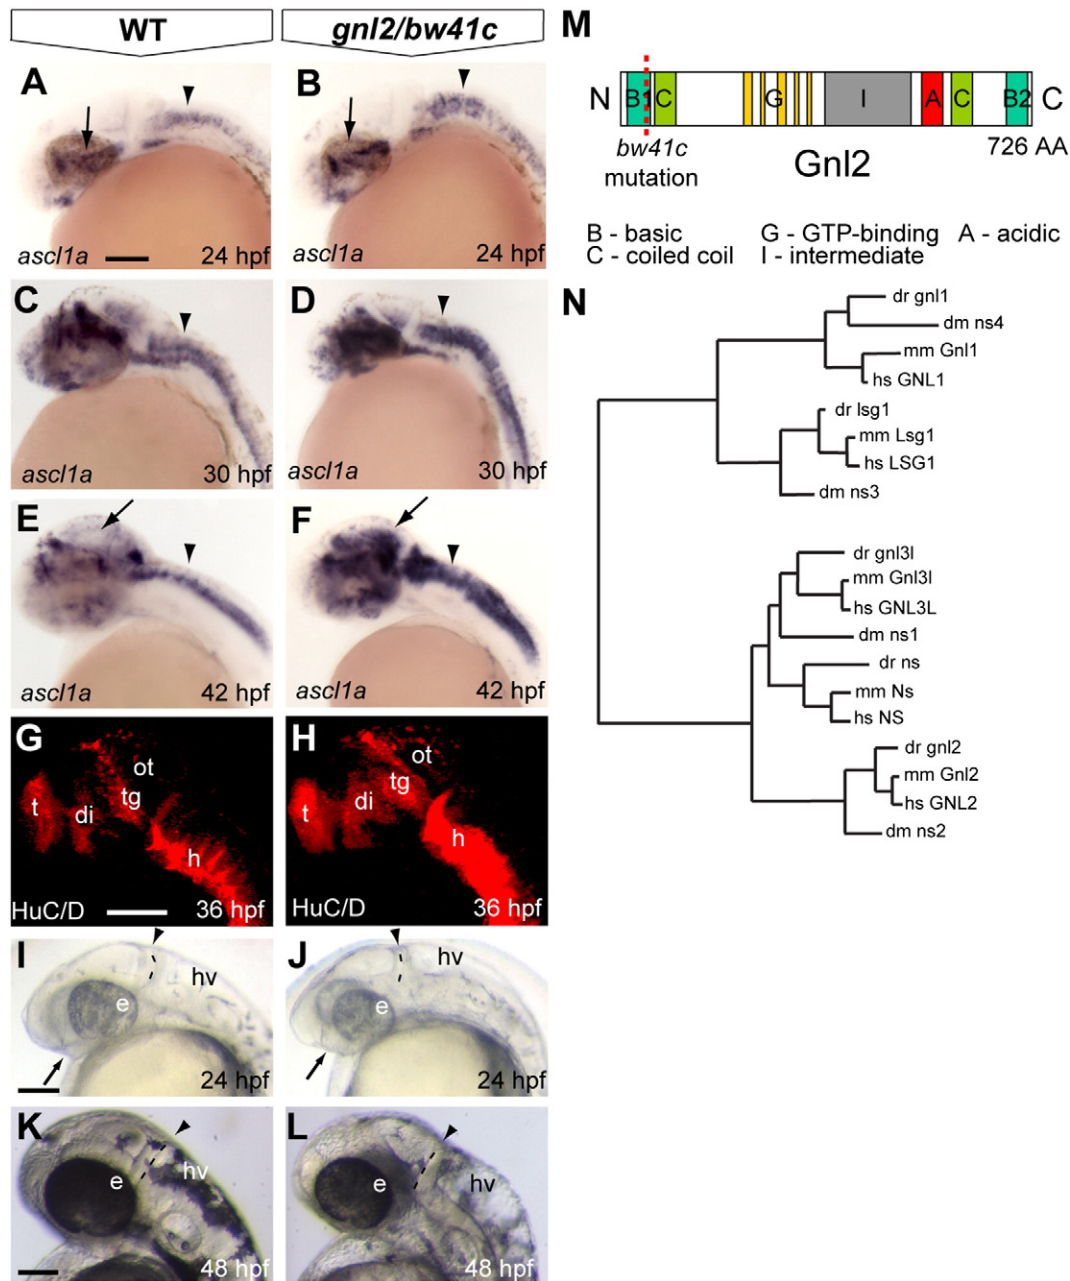 WT
gnl2/bw41c
A
ascl1a
24 hpf
B
ascl1a
24 hpf
C
ascl1a
30 hpf
D
ascl1a
30 hpf
E
ascl1a
42 hpf
F
ascl1a
42 hpf
G
ot
tg
t
di
h
HuC/D
36 hpf
H
ot
tg
di
t
h
HuC/D
36 hpf
I
hv
e
24 hpf
J
hv
e
24 hpf
K
hv
e
48 hpf
L
e
hv
48 hpf
M
N B1 C G I A C B2 C
bw41c
mutation
Gnl2
726 AA
B - basic G - GTP-binding A - acidic
C - coiled coil I - intermediate
N
dr gnl1
dm ns4
mm Gnl1
hs GNL1
dr lsg1
mm Lsg1
hs LSG1
dm ns3
dr gnl3l
mm Gnl3l
hs GNL3L
dm ns1
dr ns
mm Ns
hs NS
dr gnl2
mm Gnl2
hs GNL2
dm ns2